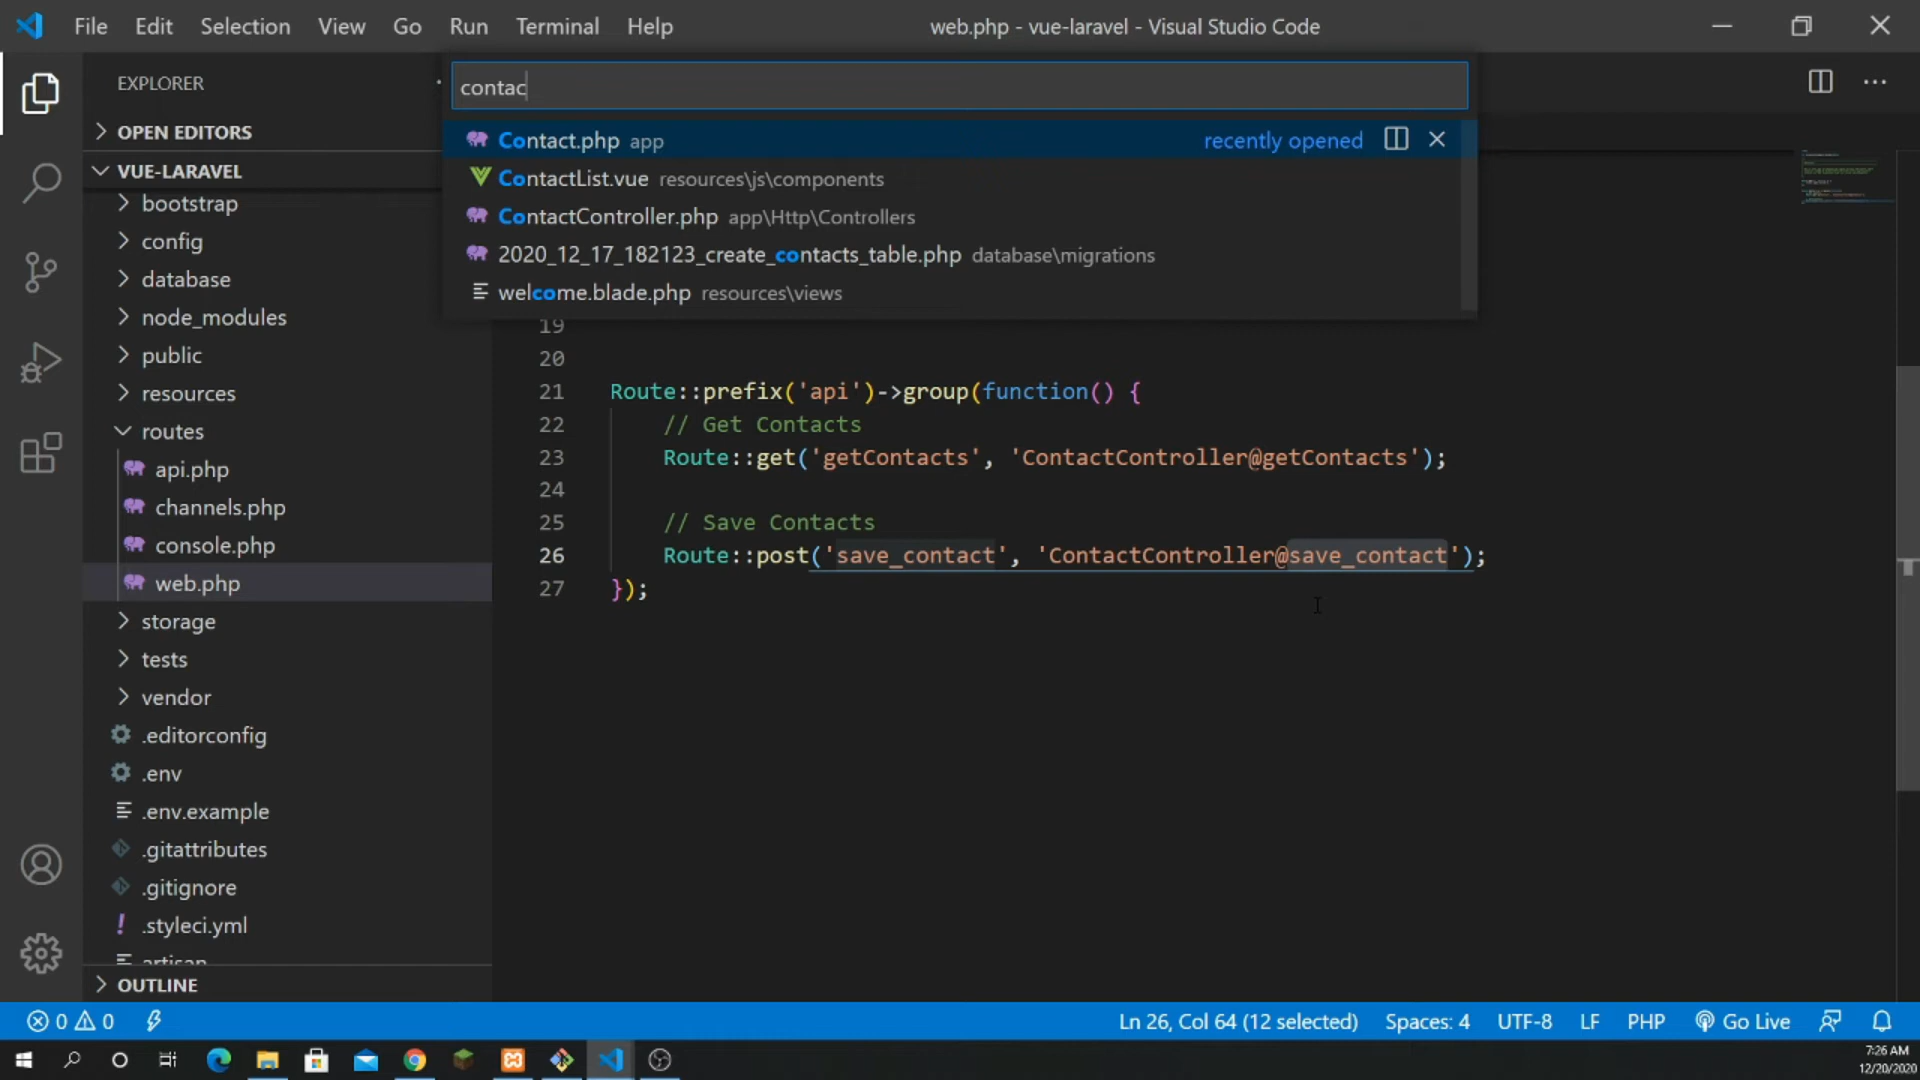 File Edit Selection View Go Run Terminal Help
web.php - vue-laravel - Visual Studio Code
EXPLORER
OPEN EDITORS
VUE-LARAVEL
bootstrap
config
database
node_modules
public
resources
routes
api.php
channels.php
console.php
web.php
storage
tests
vendor
.editorconfig
.env
.env.example
.gitattributes
.gitignore
.styleci.yml
artisan
OUTLINE
contac
Contact.php app recently opened
ContactList.vue resources\js\components
ContactController.php app\Http\Controllers
2020_12_17_182123_create_contacts_table.php database\migrations
welcome.blade.php resources\views
19
20
21 Route::prefix('api')->group(function() {
22 // Get Contacts
23 Route::get('getContacts', 'ContactController@getContacts');
24
25 // Save Contacts
26 Route::post('save_contact', 'ContactController@save_contact');
27 });
0 0
Ln 26, Col 64 (12 selected) Spaces: 4 UTF-8 LF PHP Go Live
7:26 AM
12/20/2020